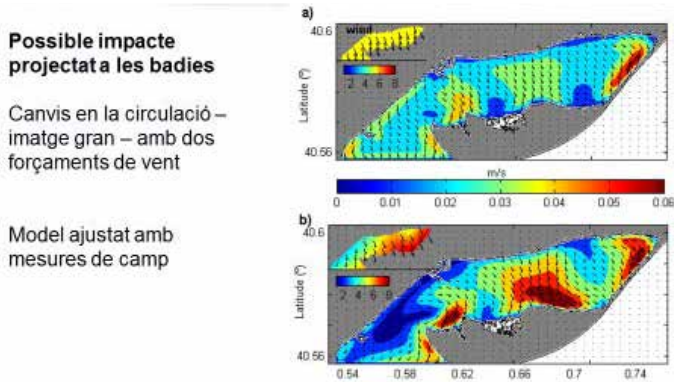 Possible impacte
projectat a les badies
Canvis en la circulació –
imatge gran – amb dos
forçaments de vent
Model ajustat amb
mesures de camp
a)
40.6
wind
2 4 6 8
Latitude (º)
40.56
m/s
0 0.01 0.02 0.03 0.04 0.05 0.06
b)
40.6
2 4 6 8
Latitude (º)
40.56
0.54 0.58 0.62 0.66 0.7 0.74